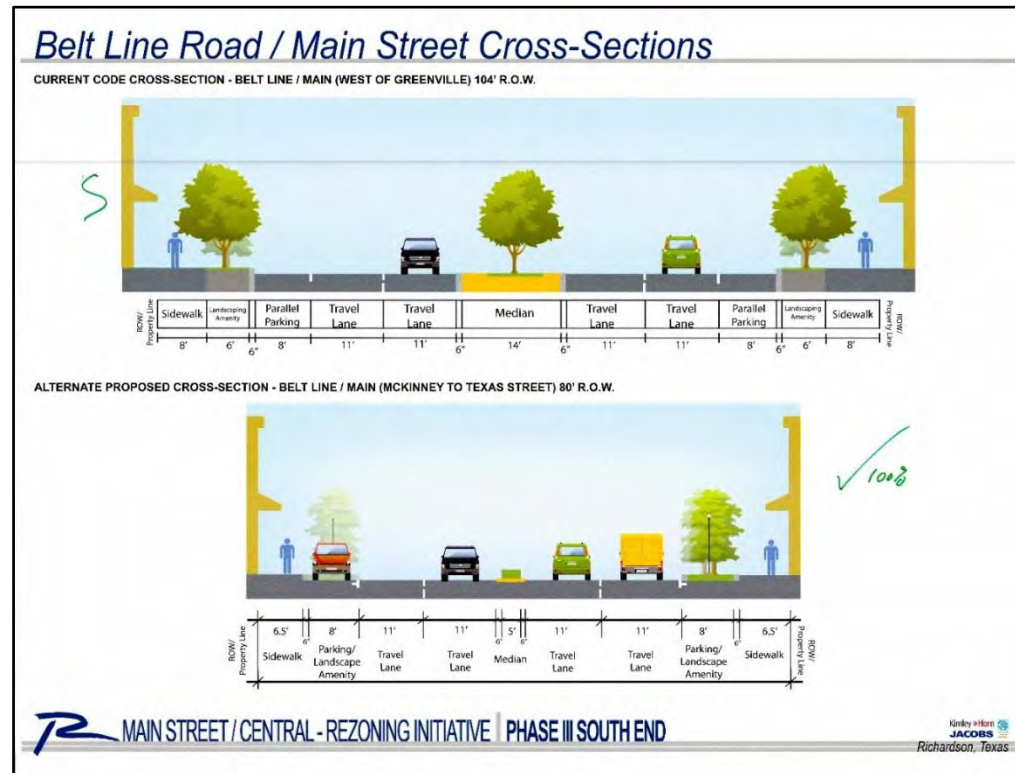 Belt Line Road / Main Street Cross-Sections
CURRENT CODE CROSS-SECTION - BELT LINE / MAIN (WEST OF GREENVILLE) 104' R.O.W.
S
ROW/ Property Line Sidewalk Landscaping Amenity Parallel Parking Travel Lane Travel Lane Median Travel Lane Travel Lane Parallel Parking Landscaping Amenity Sidewalk ROW/ Property Line
8' 6' 6" 8' 11' 11' 6" 14' 6" 11' 11' 8' 6" 6' 8'
ALTERNATE PROPOSED CROSS-SECTION - BELT LINE / MAIN (MCKINNEY TO TEXAS STREET) 80' R.O.W.
✓ 100%
6.5' 6" 8' 11' 11' 6" 5' 6" 11' 11' 8' 6" 6.5'
ROW/ Property Line Sidewalk Parking/ Landscape Amenity Travel Lane Travel Lane Median Travel Lane Travel Lane Parking/ Landscape Amenity Sidewalk ROW/ Property Line
R MAIN STREET / CENTRAL - REZONING INITIATIVE | PHASE III SOUTH END
Kimley»Horn
JACOBS
Richardson, Texas